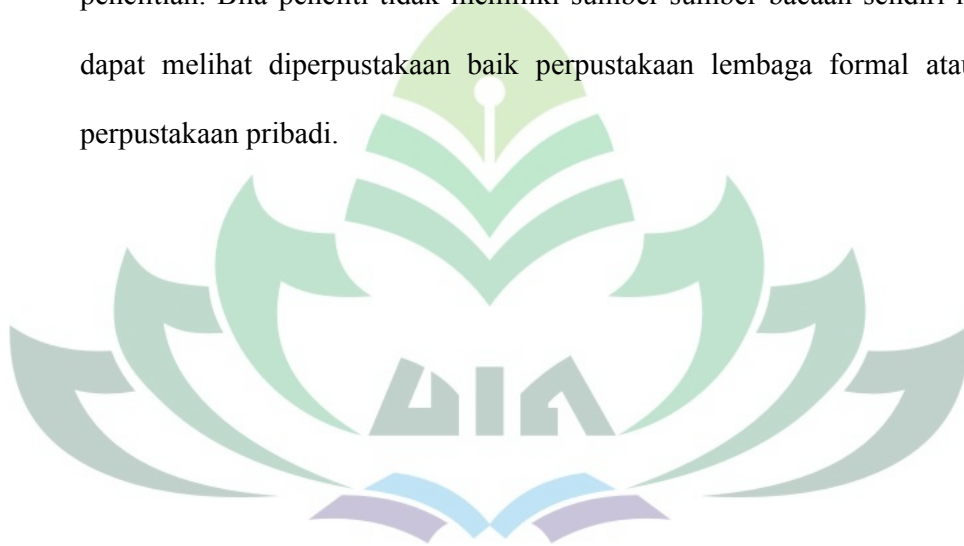 penelitian. Bila peneliti tidak memiliki sumber-sumber bacaan sendiri
dapat melihat diperpustakaan baik perpustakaan lembaga formal atau
perpustakaan pribadi.
UIN